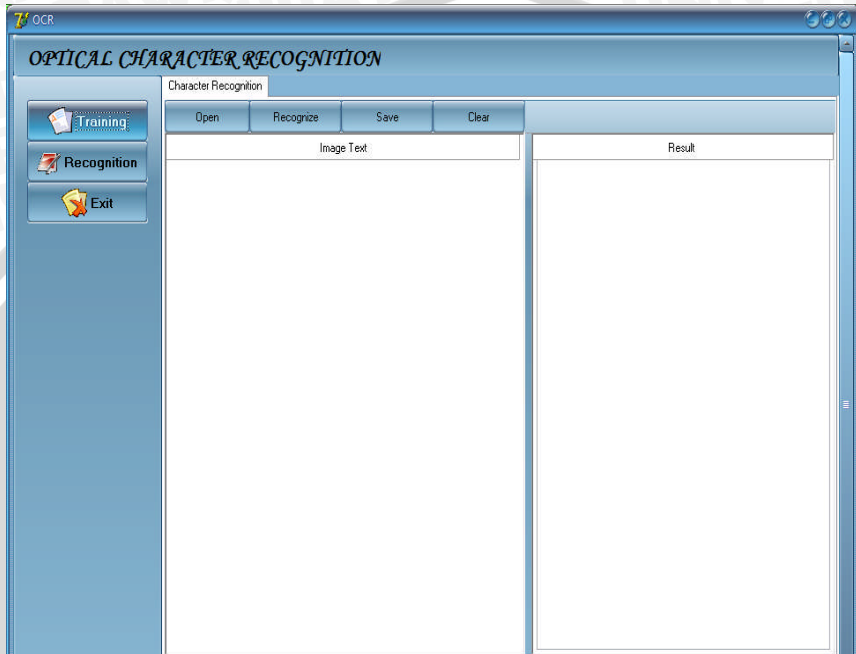 OCR
OPTICAL CHARACTER RECOGNITION
Character Recognition
Training
Recognition
Exit
Open Recognize Save Clear
Image Text Result